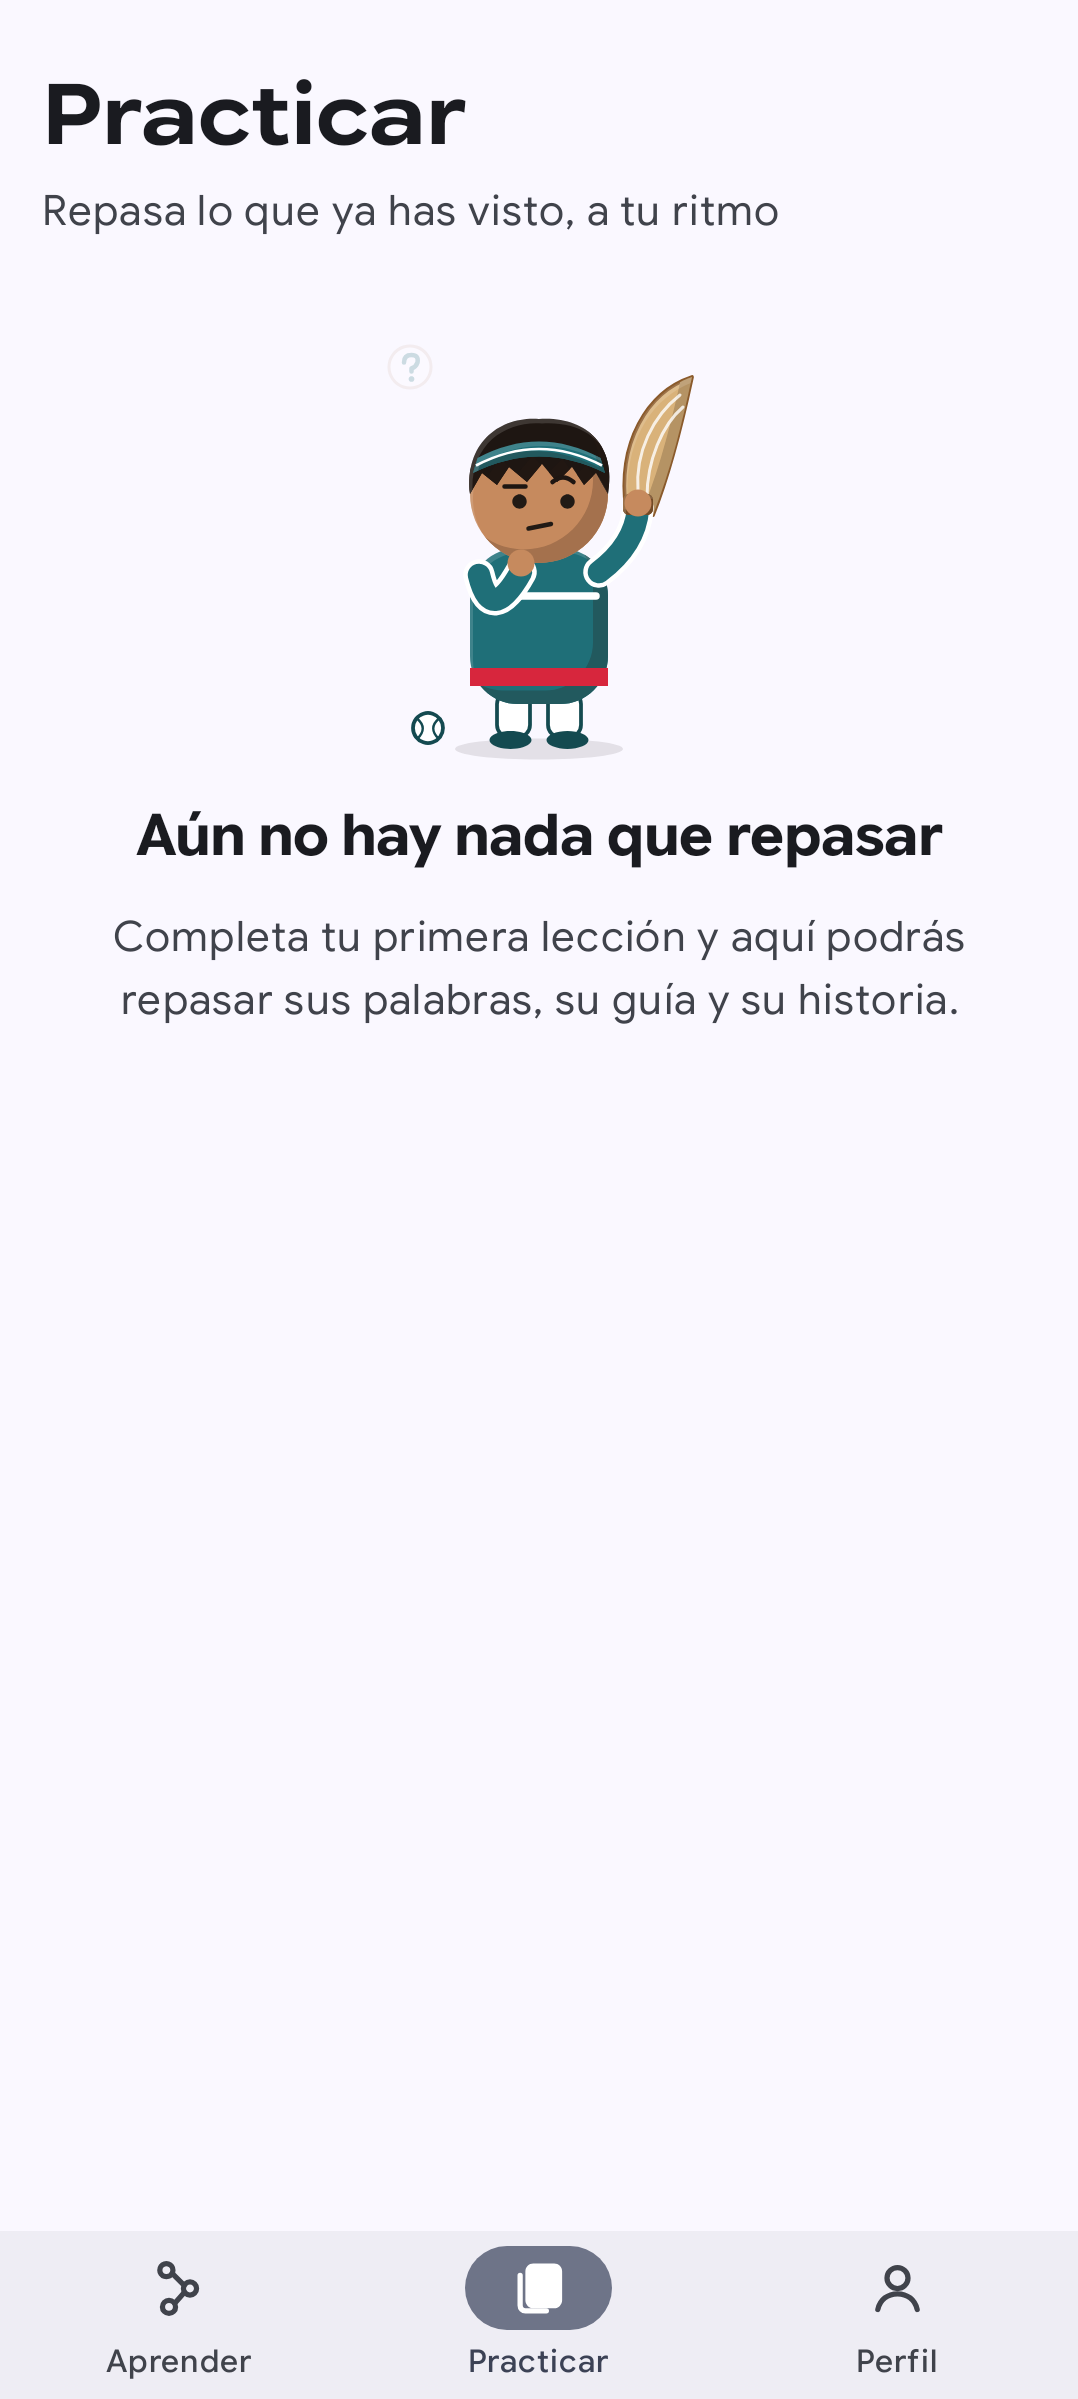 Practicar
Repasa lo que ya has visto, a tu ritmo
?
Aún no hay nada que repasar
Completa tu primera lección y aquí podrás
repasar sus palabras, su guía y su historia.
Aprender
Practicar
Perfil